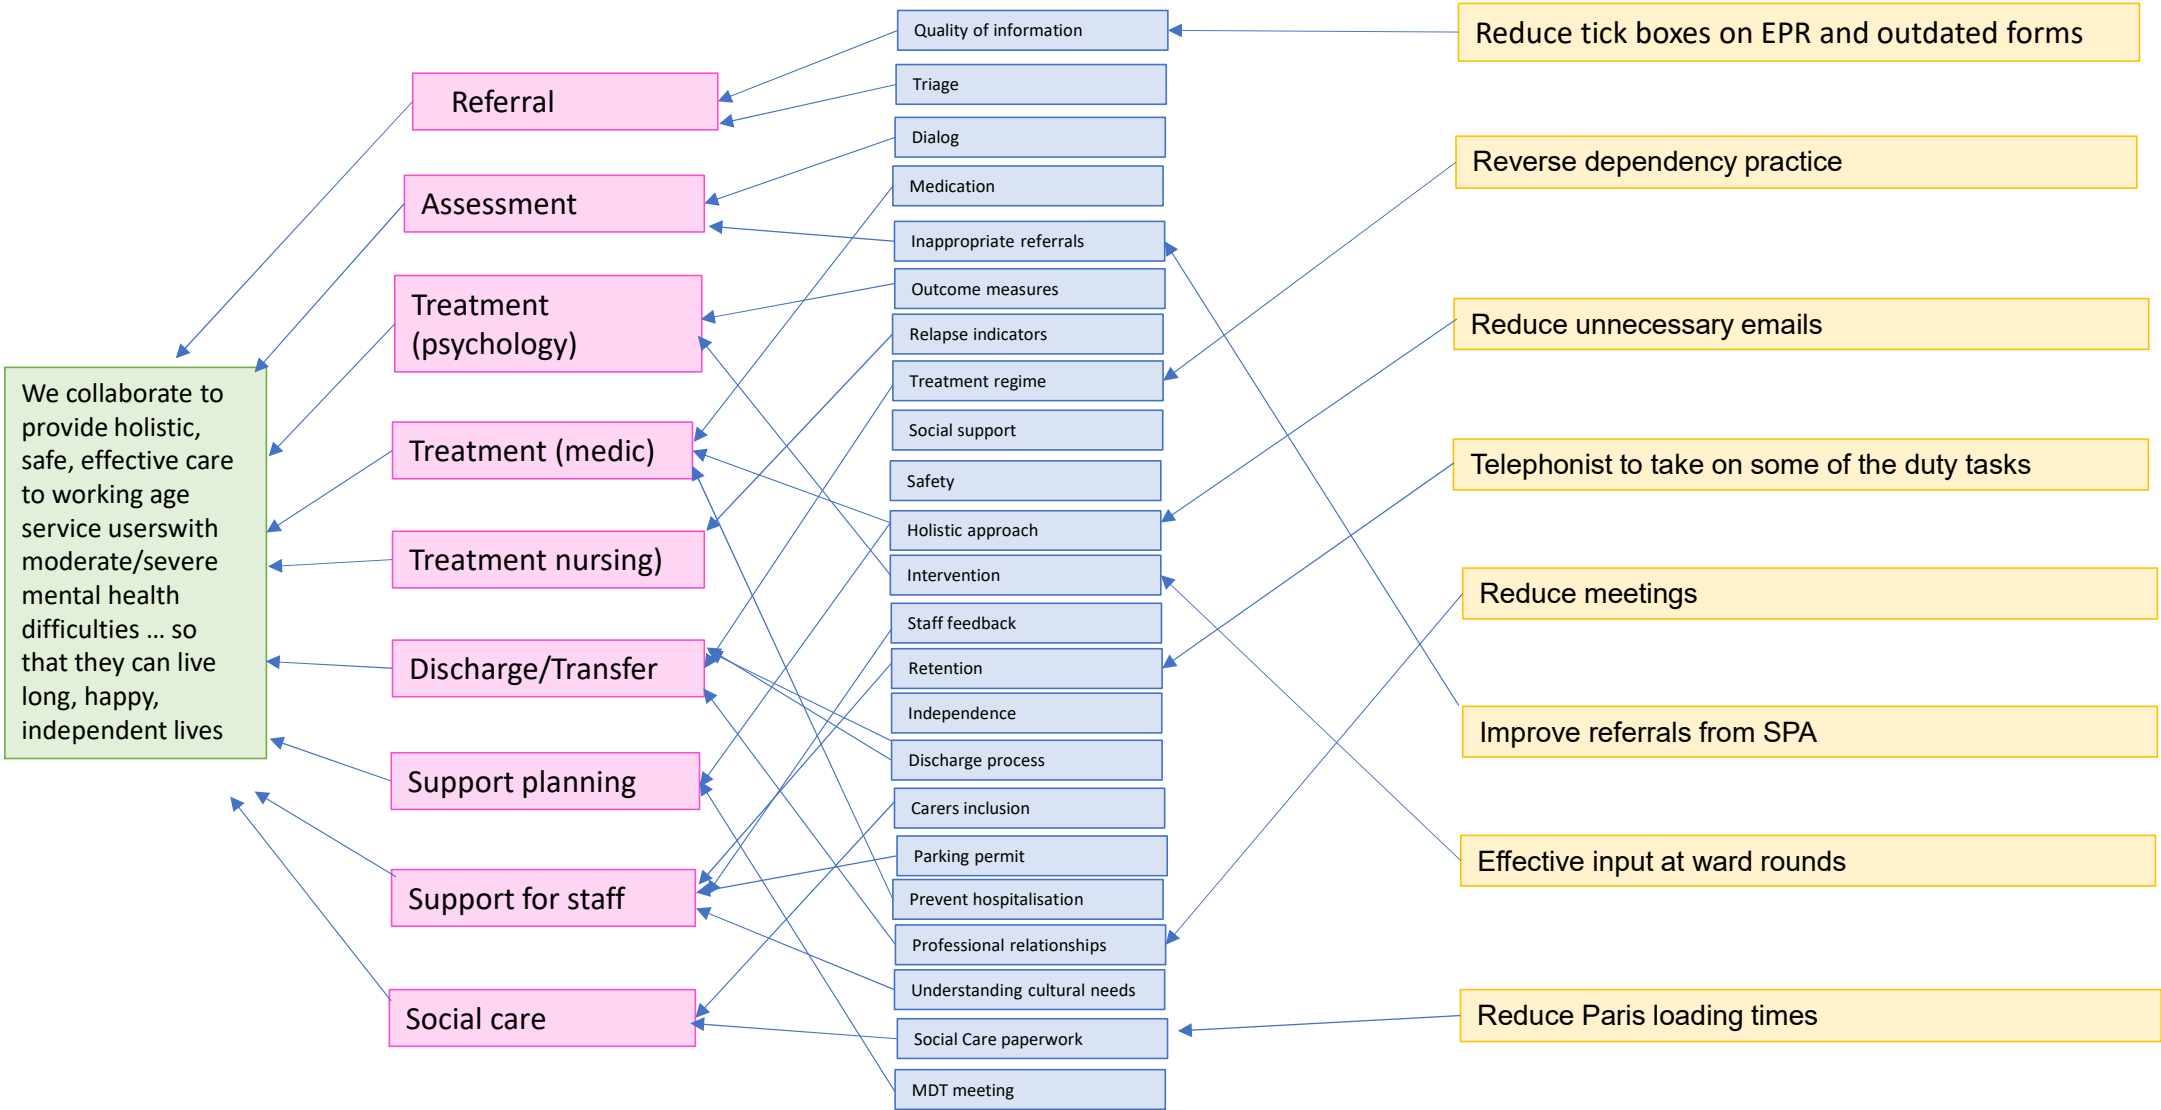 We collaborate to
provide holistic,
safe, effective care
to working age
service userswith
moderate/severe
mental health
difficulties ... so
that they can live
long, happy,
independent lives
Referral
Assessment
Treatment
(psychology)
Treatment (medic)
Treatment nursing)
Discharge/Transfer
Support planning
Support for staff
Social care
Quality of information
Triage
Dialog
Medication
Inappropriate referrals
Outcome measures
Relapse indicators
Treatment regime
Social support
Safety
Holistic approach
Intervention
Staff feedback
Retention
Independence
Discharge process
Carers inclusion
Parking permit
Prevent hospitalisation
Professional relationships
Understanding cultural needs
Social Care paperwork
MDT meeting
Reduce tick boxes on EPR and outdated forms
Reverse dependency practice
Reduce unnecessary emails
Telephonist to take on some of the duty tasks
Reduce meetings
Improve referrals from SPA
Effective input at ward rounds
Reduce Paris loading times